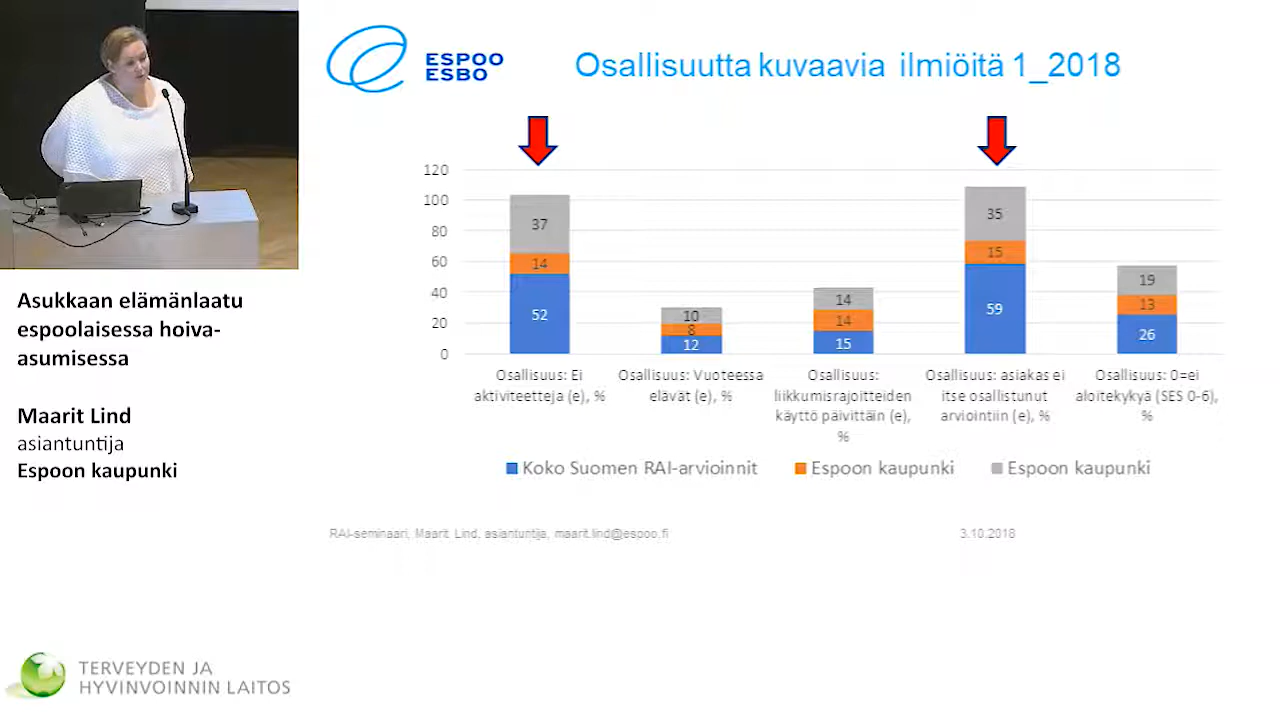 ESPOO
ESBO
Osallisuutta kuvaavia ilmiöitä 1_2018
120
100
80
60
40
20
0
37
14
52
10
8
12
14
14
15
35
15
59
19
13
26
Osallisuus: Ei
aktiviteetteja (e), %
Osallisuus: Vuoteessa
elävät (e), %
Osallisuus:
liikkumisrajoitteiden
käyttö päivittäin (e),
%
Osallisuus: asiakas ei
itse osallistunut
arviointiin (e), %
Osallisuus: 0=ei
aloitekykyä (SES 0-6),
%
Koko Suomen RAI-arvioinnit
Espoon kaupunki
Espoon kaupunki
RAI-seminaari, Maarit Lind, asiantuntija, maarit.lind@espoo.fi
3.10.2018
Asukkaan elämänlaatu
espoolaisessa hoiva-
asumisessa
Maarit Lind
asiantuntija
Espoon kaupunki
TERVEYDEN JA
HYVINVOINNIN LAITOS